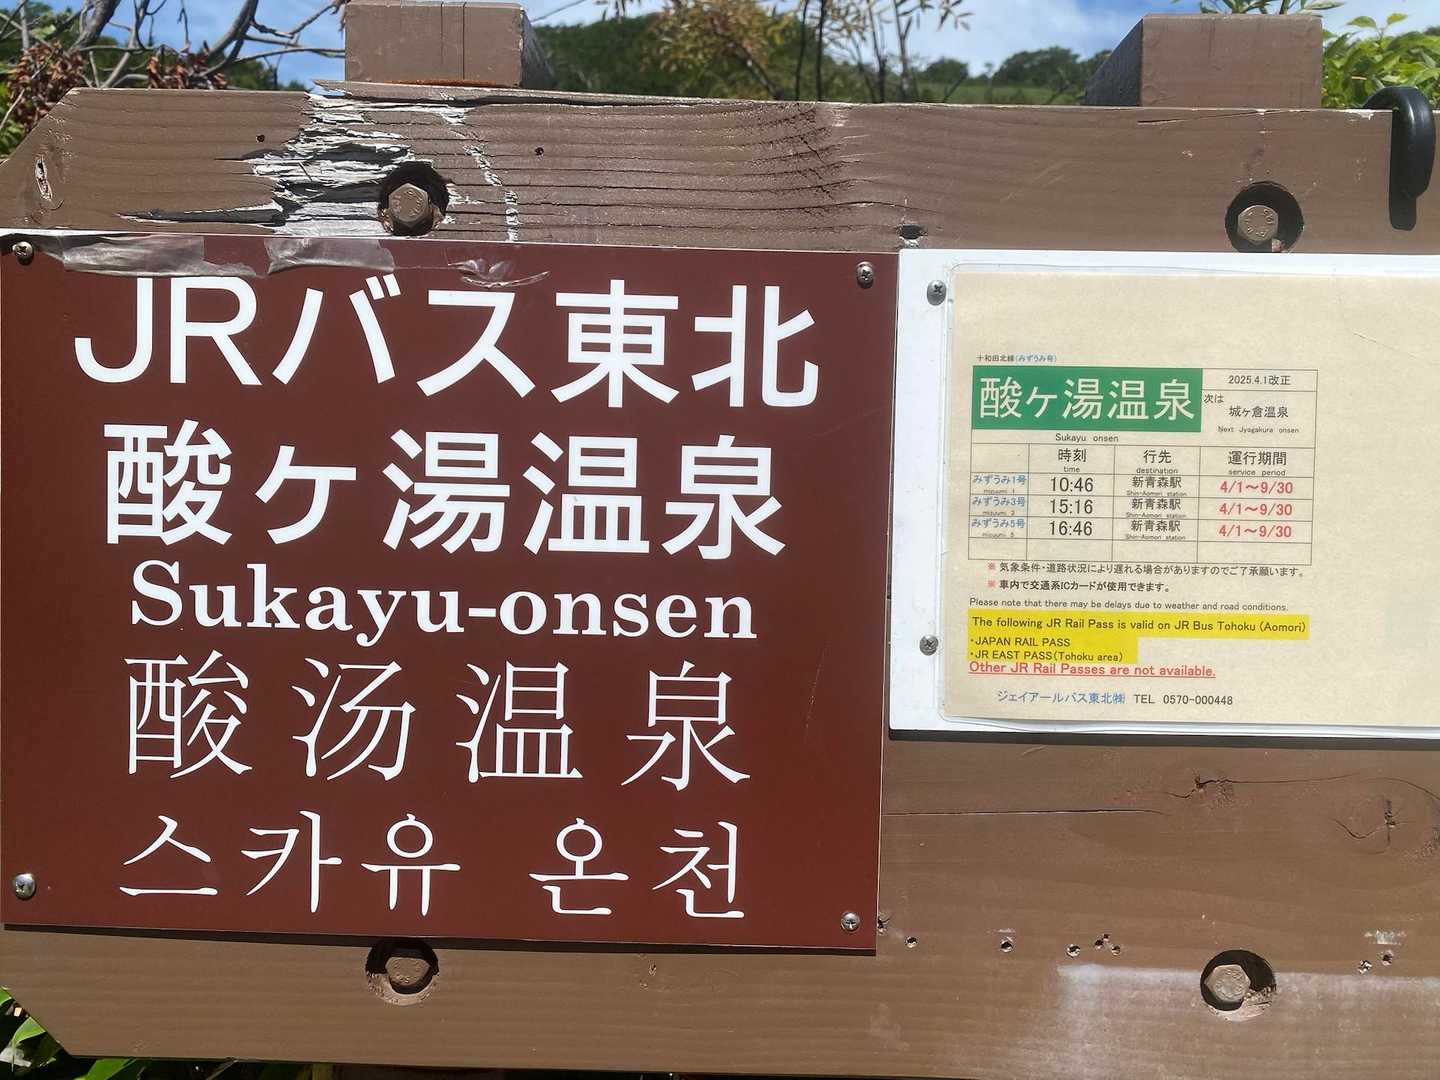 JRバス東北
酸ヶ湯温泉
Sukayu-onsen
酸汤温泉
스카유 온천
十和田北線(みずうみ号)
酸ヶ湯温泉
2025.4.1改正
次は
城ヶ倉温泉
Next Jyogakura onsen
Sukayu onsen
時刻 行先 運行期間
time destination service period
みずうみ1号 10:46 新青森駅 4/1～9/30
mizuumi 1 Shin-Aomori station
みずうみ3号 15:16 新青森駅 4/1～9/30
mizuumi 3 Shin-Aomori station
みずうみ5号 16:46 新青森駅 4/1～9/30
mizuumi 5 Shin-Aomori station
※ 気象条件・道路状況により遅れる場合がありますのでご了承願います。
※ 車内で交通系ICカードが使用できます。
Please note that there may be delays due to weather and road conditions.
The following JR Rail Pass is valid on JR Bus Tohoku (Aomori)
・JAPAN RAIL PASS
・JR EAST PASS(Tohoku area)
Other JR Rail Passes are not available.
ジェイアールバス東北㈱ TEL 0570-000448